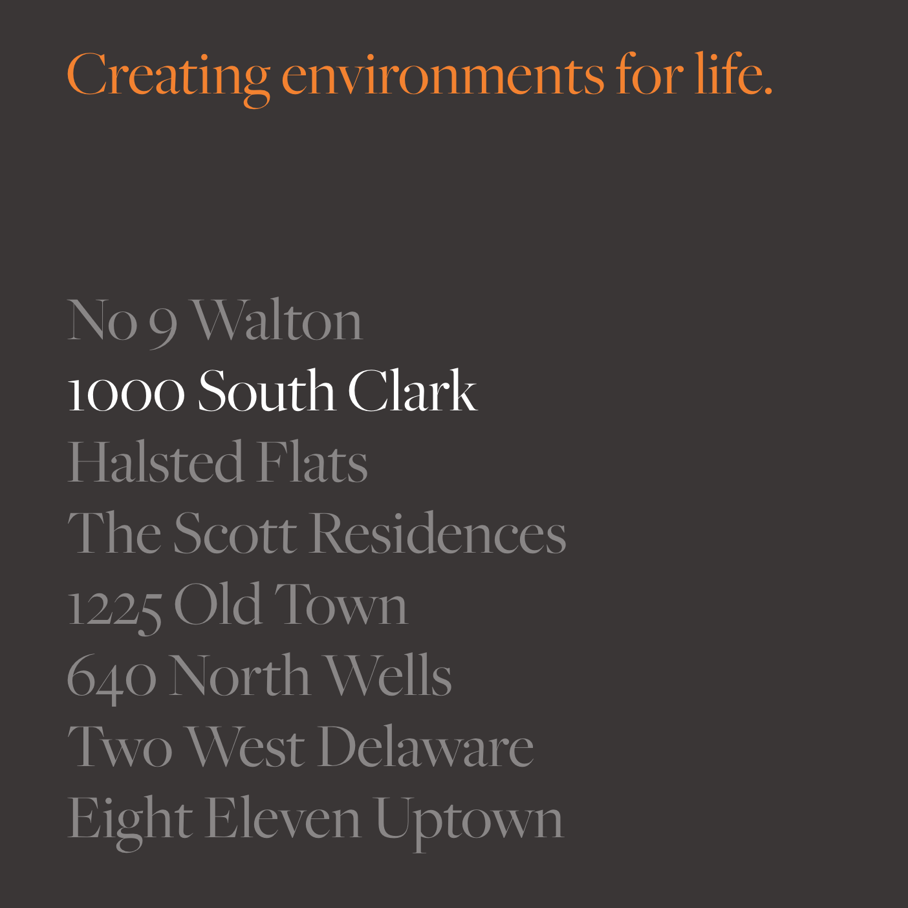 Creating environments for life.
No 9 Walton
1000 South Clark
Halsted Flats
The Scott Residences
1225 Old Town
640 North Wells
Two West Delaware
Eight Eleven Uptown